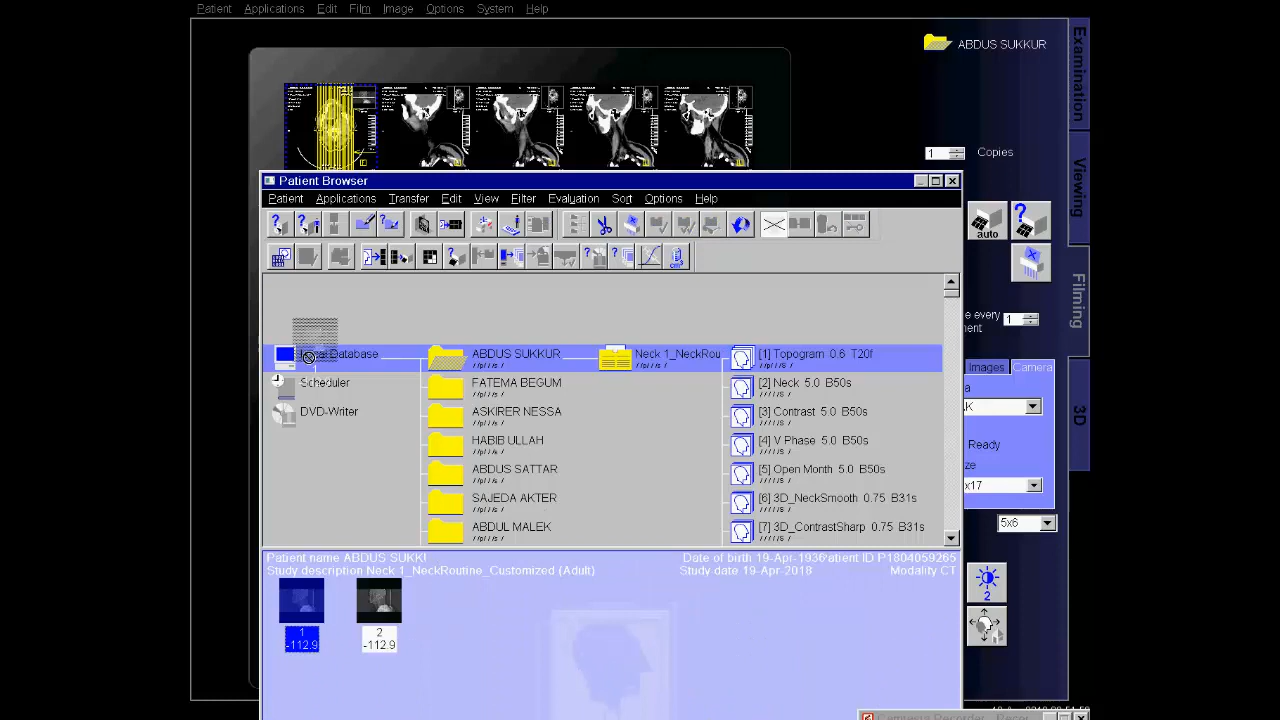 Patient Applications Edit Film Image Options System Help
ABDUS SUKKUR
Examination
Viewing
Filming
3D
1 Copies
auto
1
Images Camera
Ready
x17
5x6
2
Patient Browser
Patient Applications Transfer Edit View Filter Evaluation Sort Options Help
Database
Scheduler
DVD-Writer
ABDUS SUKKUR
FATEMA BEGUM
ASKIRER NESSA
HABIB ULLAH
ABDUS SATTAR
SAJEDA AKTER
ABDUL MALEK
Neck 1_NeckRou
[1] Topogram 0.6 T20f
[2] Neck 5.0 B50s
[3] Contrast 5.0 B50s
[4] V Phase 5.0 B50s
[5] Open Month 5.0 B50s
[6] 3D_NeckSmooth 0.75 B31s
[7] 3D_ContrastSharp 0.75 B31s
Patient name ABDUS SUKK
Date of birth 19-Apr-1936 atient ID P1804059265
Study description Neck 1_NeckRoutine_Customized (Adult)
Study date 19-Apr-2018 Modality CT
1
-112.9
2
-112.9